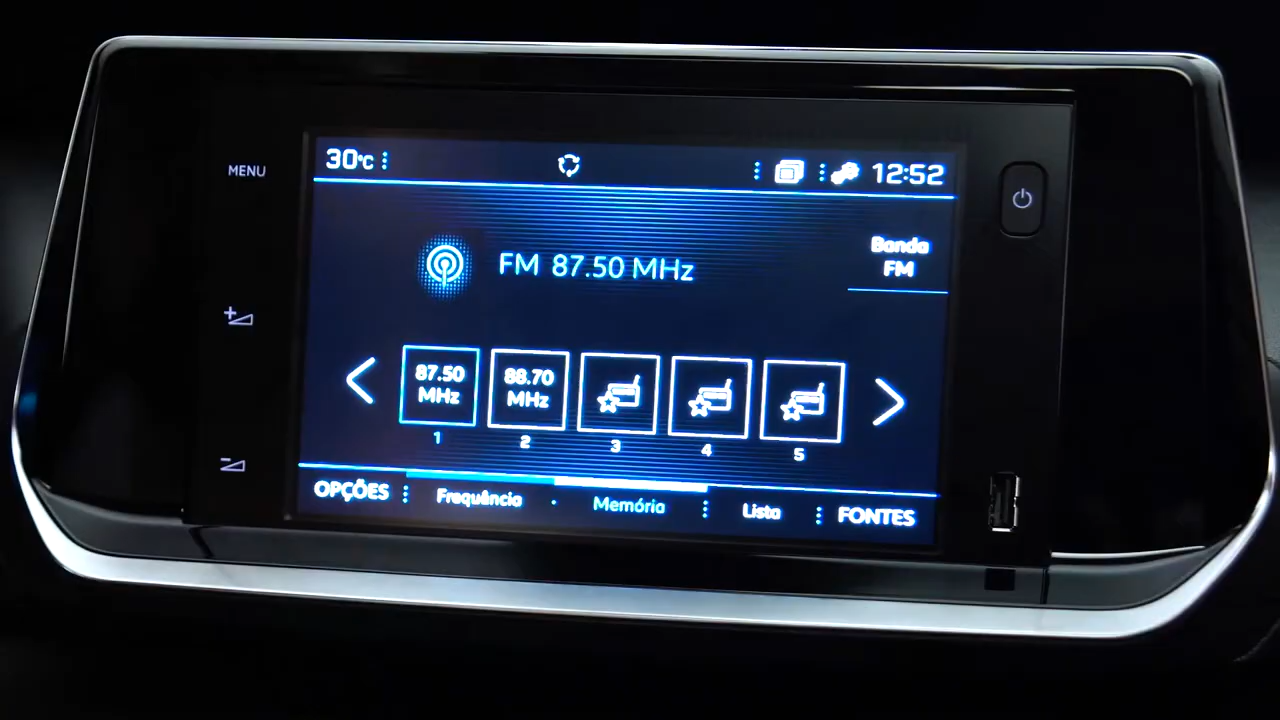 MENU
30°C
12:52
FM 87.50 MHz
Banda
FM
87.50
MHz
88.70
MHz
1
2
3
4
5
OPÇÕES
Frequência
Memória
Lista
FONTES